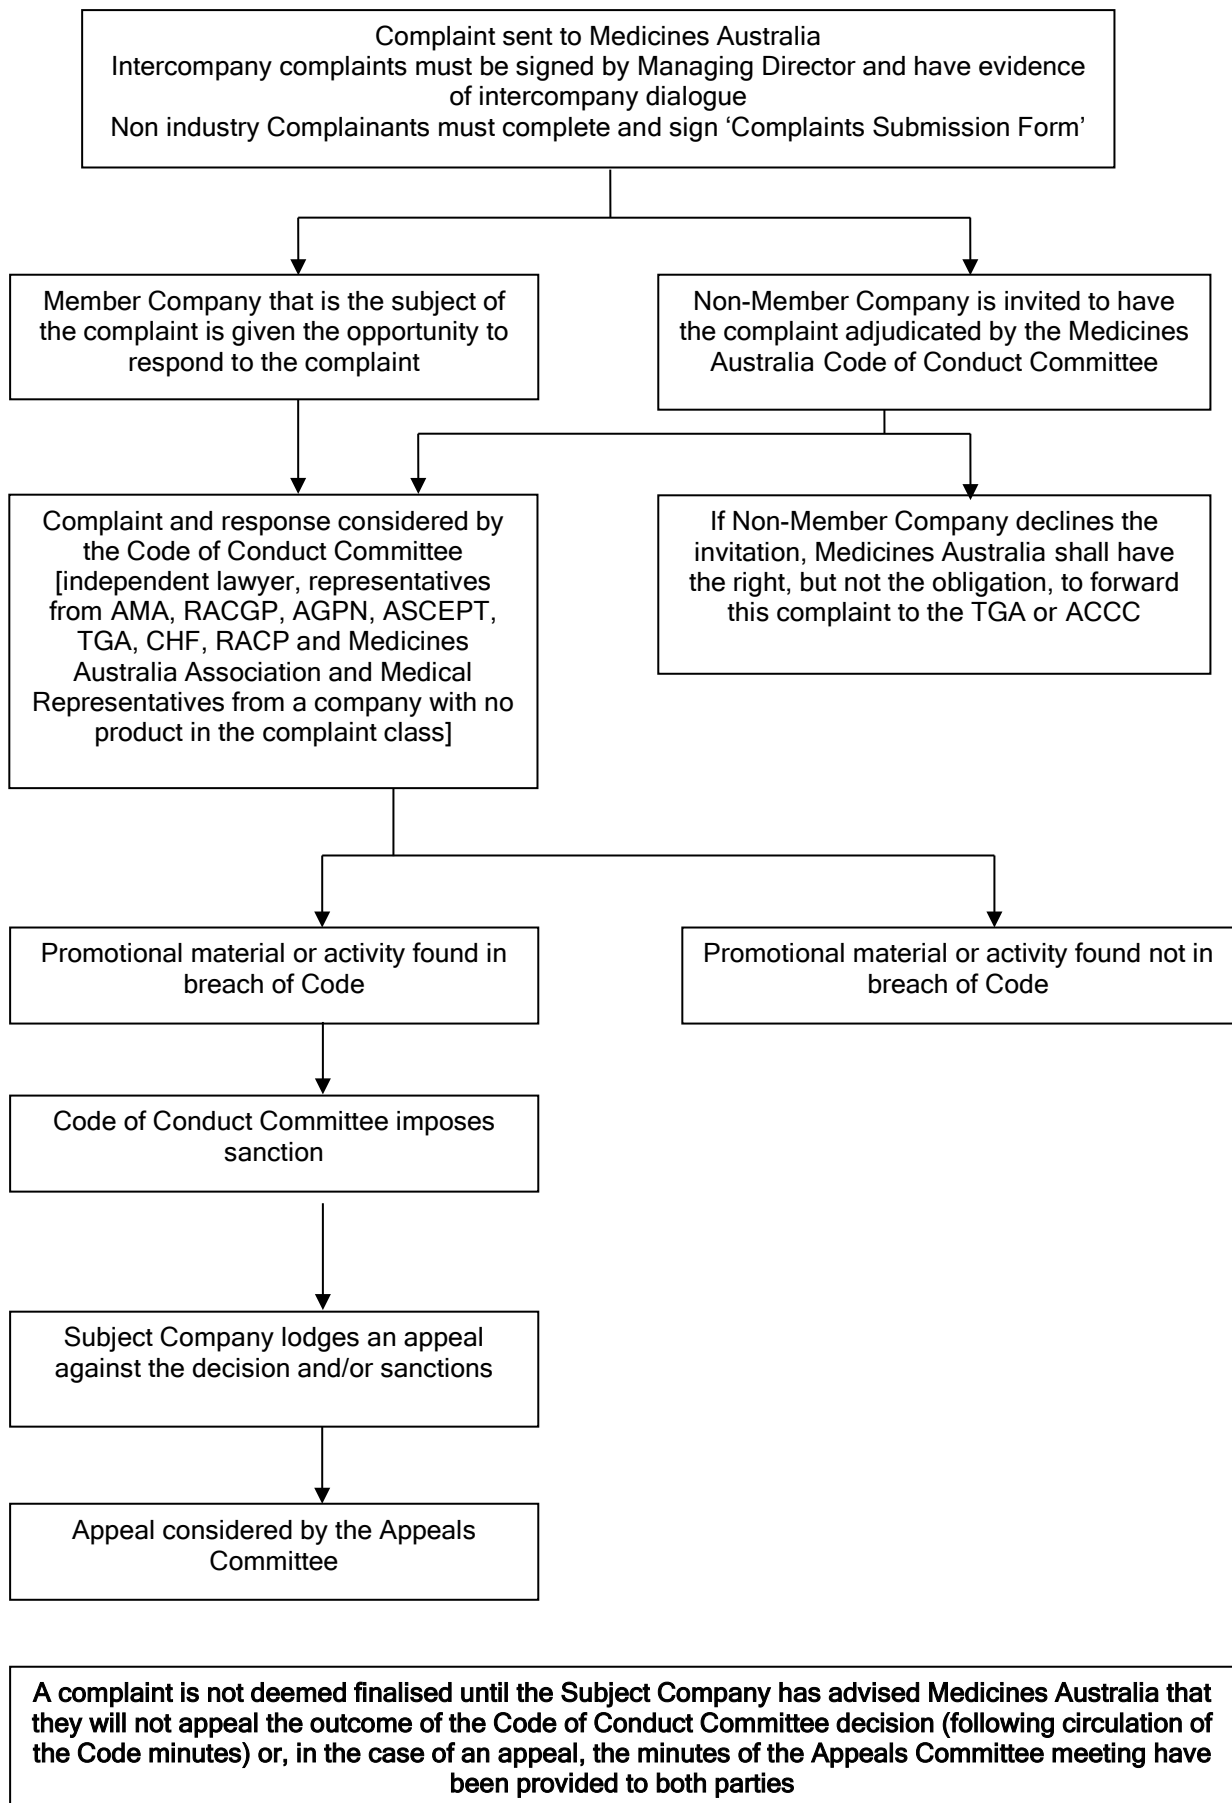 Complaint sent to Medicines Australia
Intercompany complaints must be signed by Managing Director and have evidence
of intercompany dialogue
Non industry Complainants must complete and sign ‘Complaints Submission Form’
Member Company that is the subject of
the complaint is given the opportunity to
respond to the complaint
Non-Member Company is invited to have
the complaint adjudicated by the Medicines
Australia Code of Conduct Committee
Complaint and response considered by
the Code of Conduct Committee
[independent lawyer, representatives
from AMA, RACGP, AGPN, ASCEPT,
TGA, CHF, RACP and Medicines
Australia Association and Medical
Representatives from a company with no
product in the complaint class]
If Non-Member Company declines the
invitation, Medicines Australia shall have
the right, but not the obligation, to forward
this complaint to the TGA or ACCC
Promotional material or activity found in
breach of Code
Promotional material or activity found not in
breach of Code
Code of Conduct Committee imposes
sanction
Subject Company lodges an appeal
against the decision and/or sanctions
Appeal considered by the Appeals
Committee
A complaint is not deemed finalised until the Subject Company has advised Medicines Australia that
they will not appeal the outcome of the Code of Conduct Committee decision (following circulation of
the Code minutes) or, in the case of an appeal, the minutes of the Appeals Committee meeting have
been provided to both parties